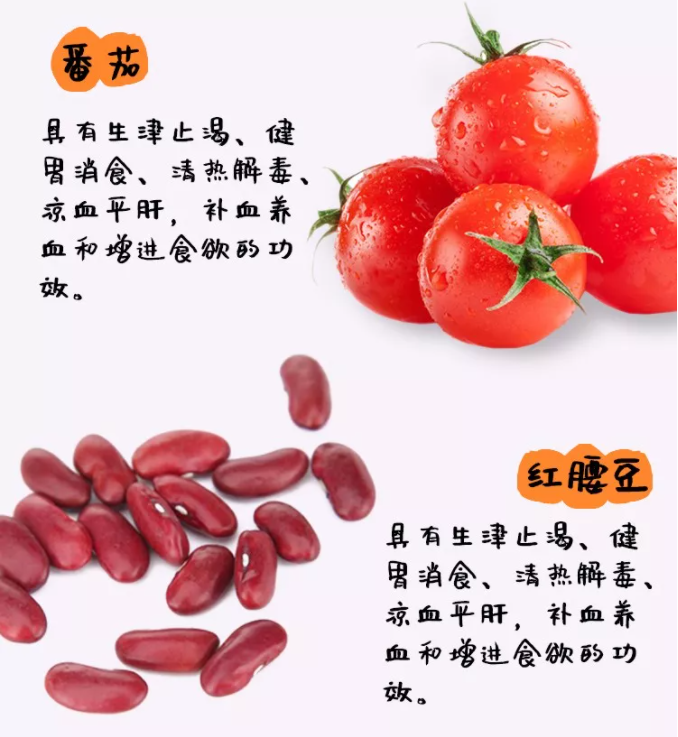 番茄
具有生津止渴、健
胃消食、清热解毒、
凉血平肝，补血养
血和增进食欲的功
效。
红腰豆
具有生津止渴、健
胃消食、清热解毒、
凉血平肝，补血养
血和增进食欲的功
效。